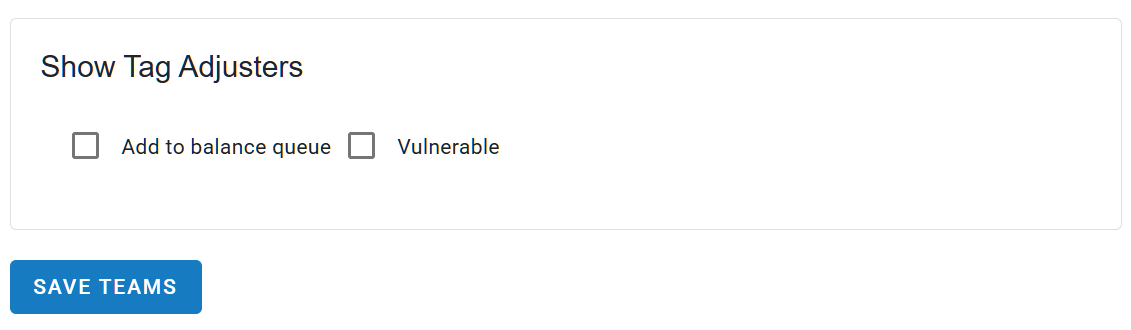 Show Tag Adjusters
Add to balance queue Vulnerable
SAVE TEAMS